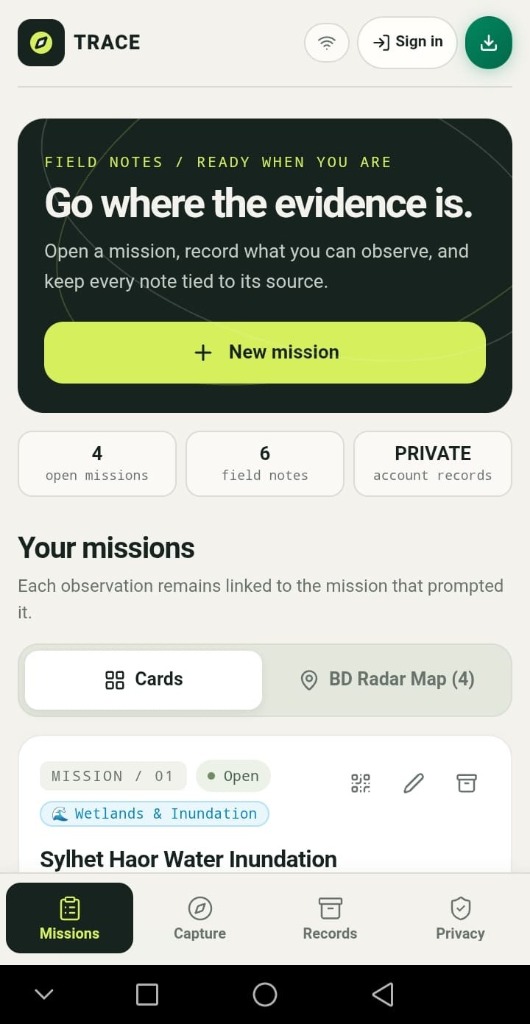 TRACE
Sign in
FIELD NOTES / READY WHEN YOU ARE
Go where the evidence is.
Open a mission, record what you can observe, and
keep every note tied to its source.
+ New mission
4
open missions
6
field notes
PRIVATE
account records
Your missions
Each observation remains linked to the mission that prompted
it.
Cards
BD Radar Map (4)
MISSION / 01
Open
🌊 Wetlands & Inundation
Sylhet Haor Water Inundation
Missions
Capture
Records
Privacy